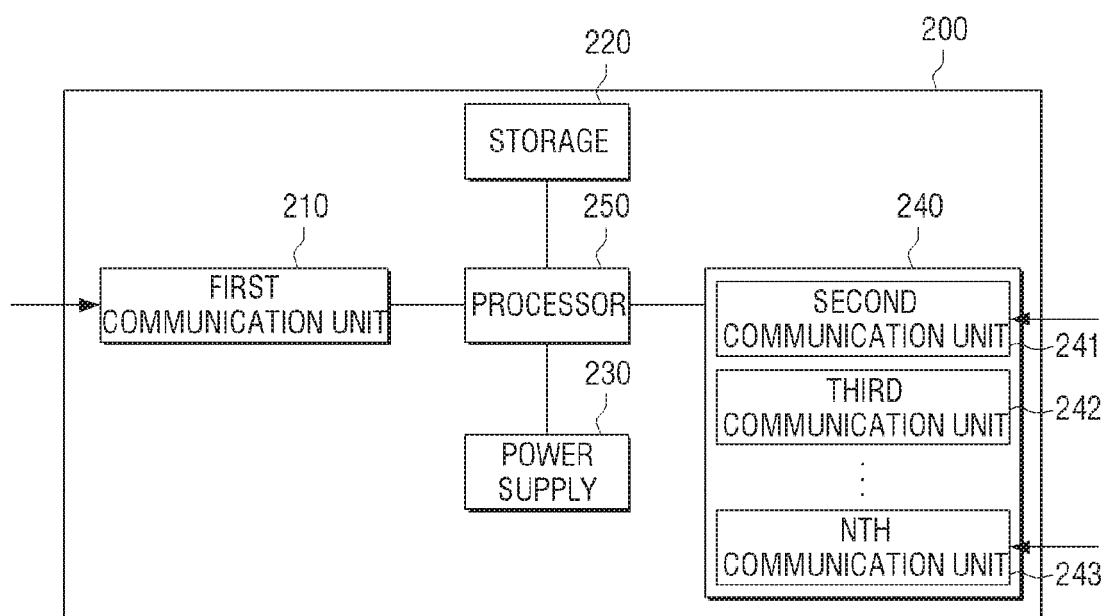 200
220
STORAGE
210
250
240
FIRST
COMMUNICATION UNIT
PROCESSOR
SECOND
COMMUNICATION UNIT
241
230
THIRD
COMMUNICATION UNIT
242
POWER
SUPPLY
NTH
COMMUNICATION UNIT
243